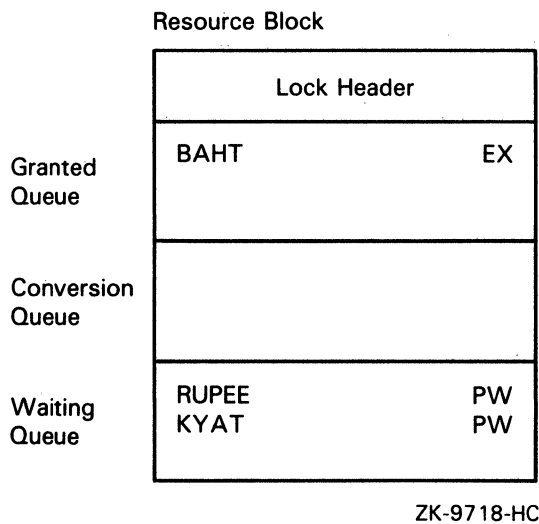 Resource Block
Lock Header
Granted
Queue
BAHT EX
Conversion
Queue
Waiting
Queue
RUPEE PW
KYAT PW
ZK-9718-HC